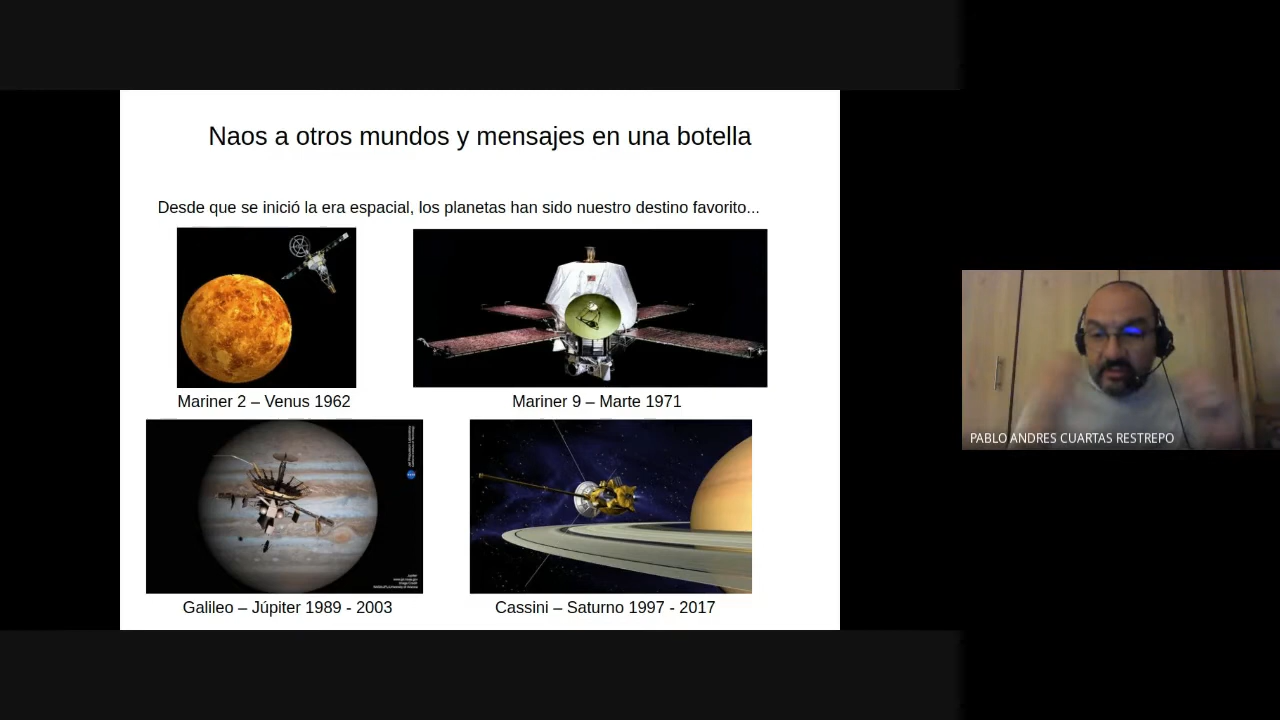 Naos a otros mundos y mensajes en una botella
Desde que se inició la era espacial, los planetas han sido nuestro destino favorito...
Mariner 2 – Venus 1962
Mariner 9 – Marte 1971
Galileo – Júpiter 1989 - 2003
Cassini – Saturno 1997 - 2017
PABLO ANDRES CUARTAS RESTREPO